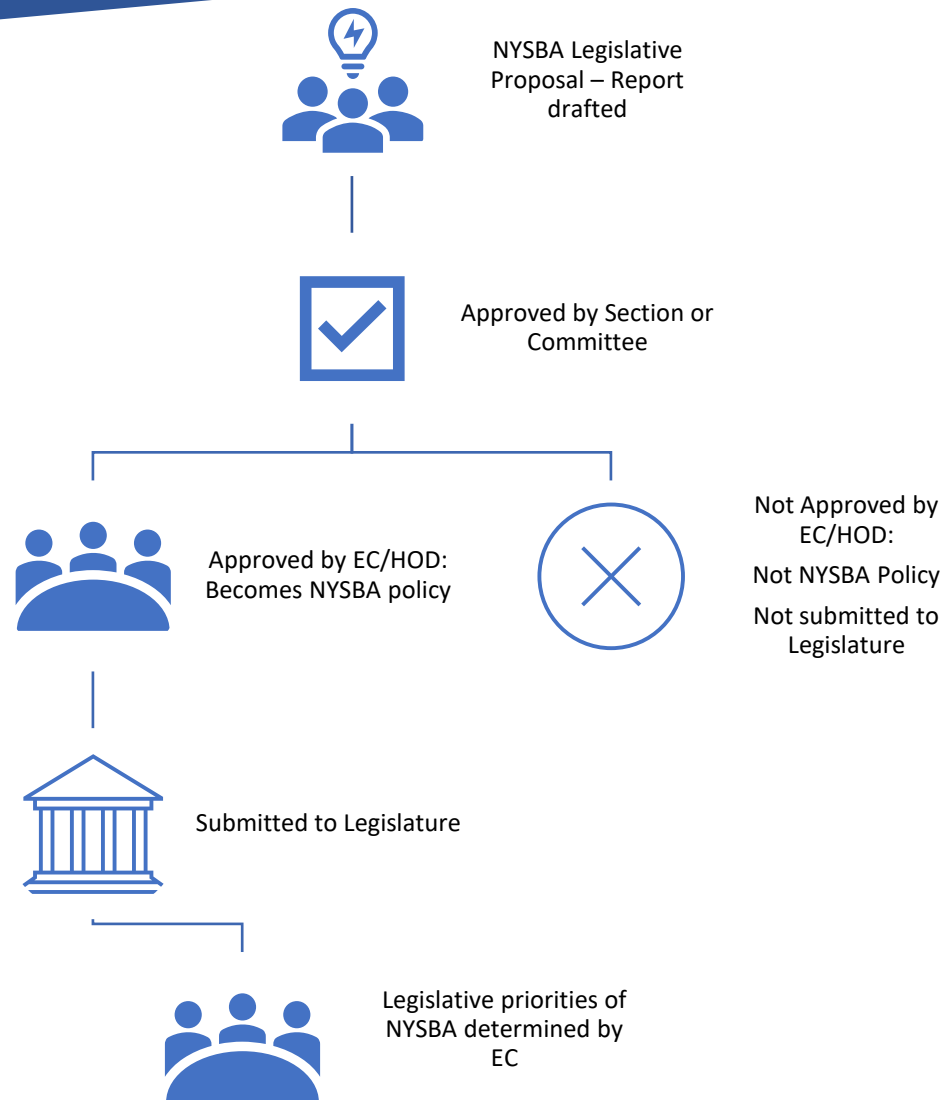 NYSBA Legislative
Proposal – Report
drafted
Approved by Section or
Committee
Approved by EC/HOD:
Becomes NYSBA policy
Not Approved by
EC/HOD:
Not NYSBA Policy
Not submitted to
Legislature
Submitted to Legislature
Legislative priorities of
NYSBA determined by
EC